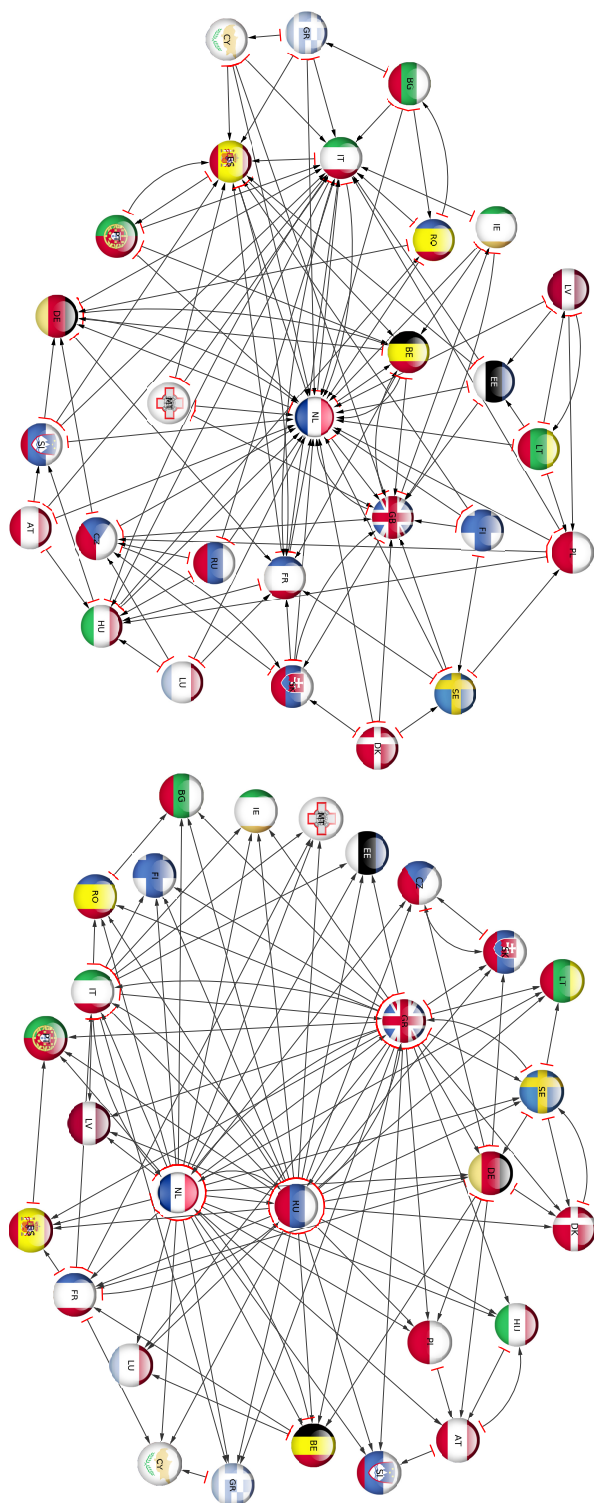 CY
GR
BG
ES
IT
IE
RO
LV
DE
BE
EE
MT
NL
LT
SI
AT
CZ
GB
FI
PL
RU
FR
HU
LU
SE
DK
BG
IE
MT
EE
FI
CZ
RO
LT
IT
GB
SE
LV
NL
RU
DE
DK
ES
FR
HU
PL
LU
AT
CY
GR
BE
SI